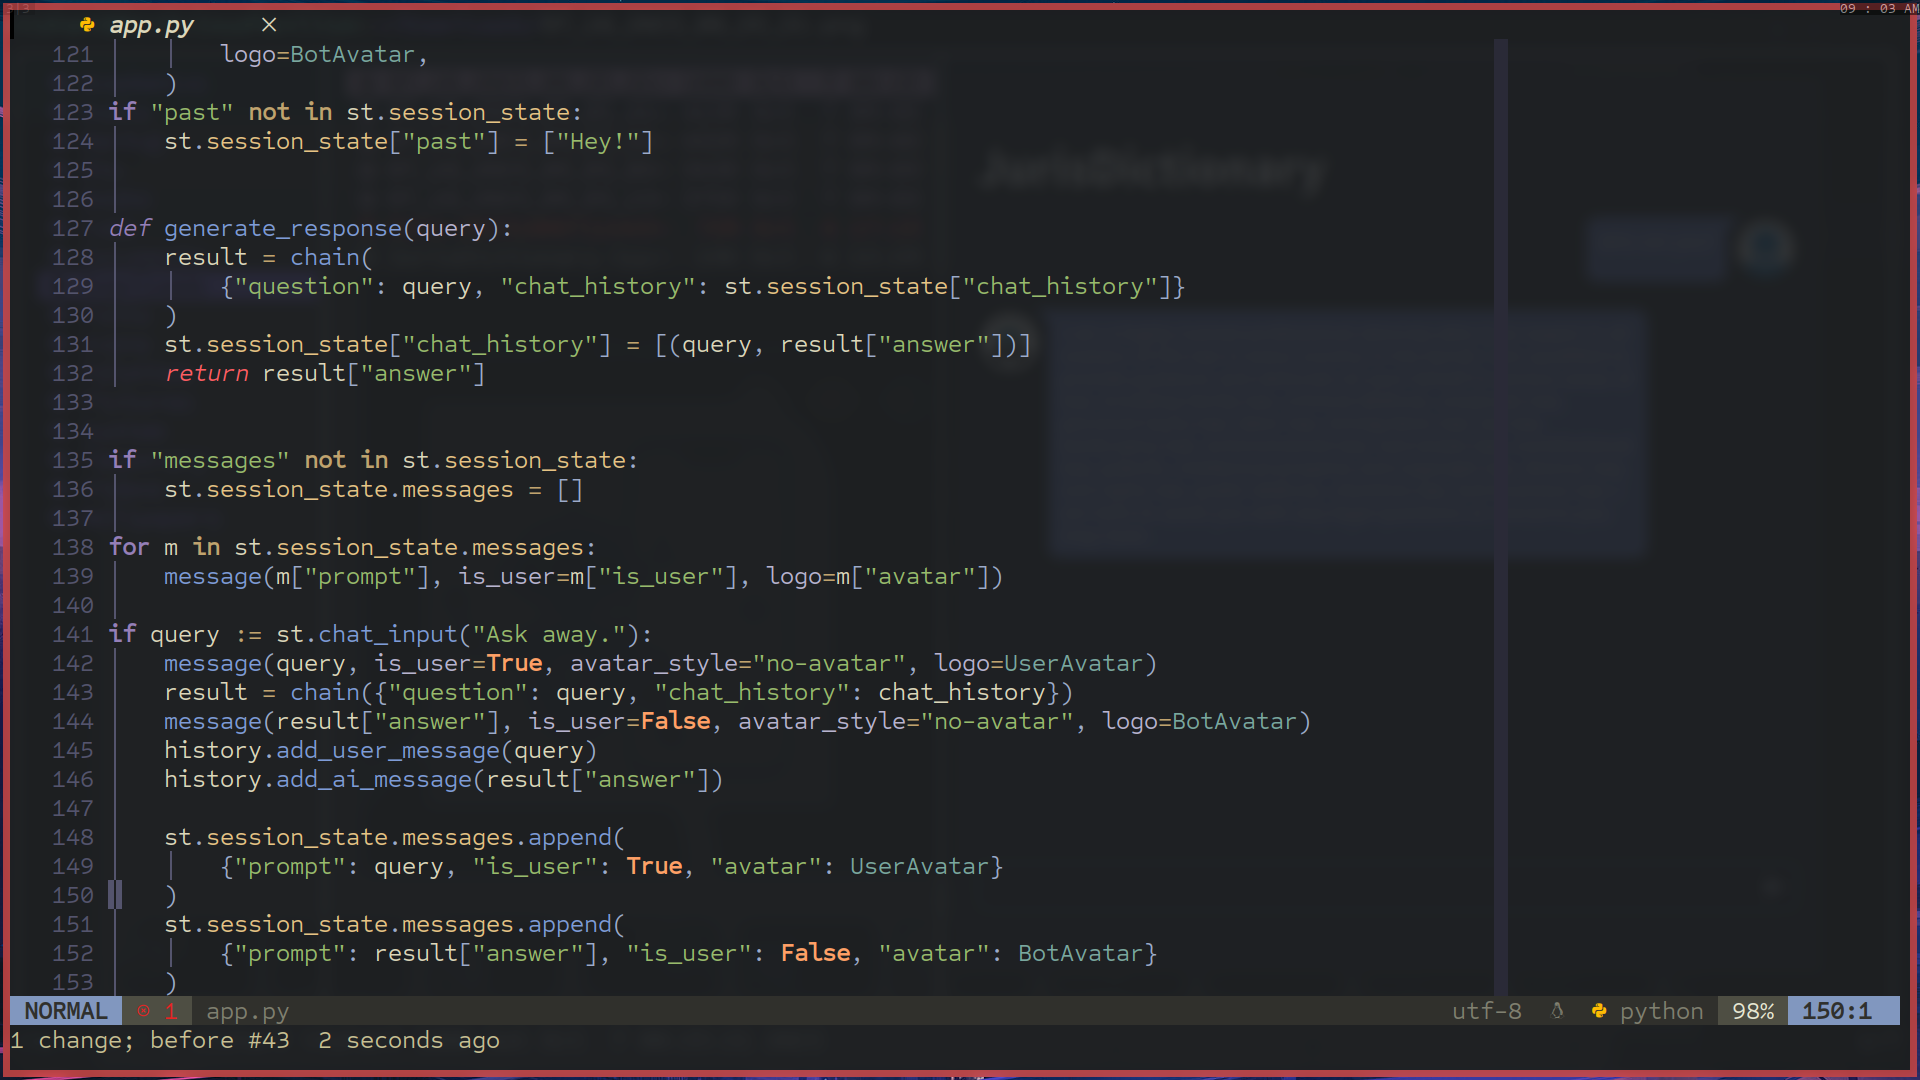 09 : 03 AM
app.py ×
121 logo=BotAvatar,
122 )
123 if "past" not in st.session_state:
124 st.session_state["past"] = ["Hey!"]
125
126
127 def generate_response(query):
128 result = chain(
129 {"question": query, "chat_history": st.session_state["chat_history"]}
130 )
131 st.session_state["chat_history"] = [(query, result["answer"])]
132 return result["answer"]
133
134
135 if "messages" not in st.session_state:
136 st.session_state.messages = []
137
138 for m in st.session_state.messages:
139 message(m["prompt"], is_user=m["is_user"], logo=m["avatar"])
140
141 if query := st.chat_input("Ask away."):
142 message(query, is_user=True, avatar_style="no-avatar", logo=UserAvatar)
143 result = chain({"question": query, "chat_history": chat_history})
144 message(result["answer"], is_user=False, avatar_style="no-avatar", logo=BotAvatar)
145 history.add_user_message(query)
146 history.add_ai_message(result["answer"])
147
148 st.session_state.messages.append(
149 {"prompt": query, "is_user": True, "avatar": UserAvatar}
150 )
151 st.session_state.messages.append(
152 {"prompt": result["answer"], "is_user": False, "avatar": BotAvatar}
153 )
JurisDictionary
NORMAL 1 app.py utf-8 python 98% 150:1
1 change; before #43 2 seconds ago